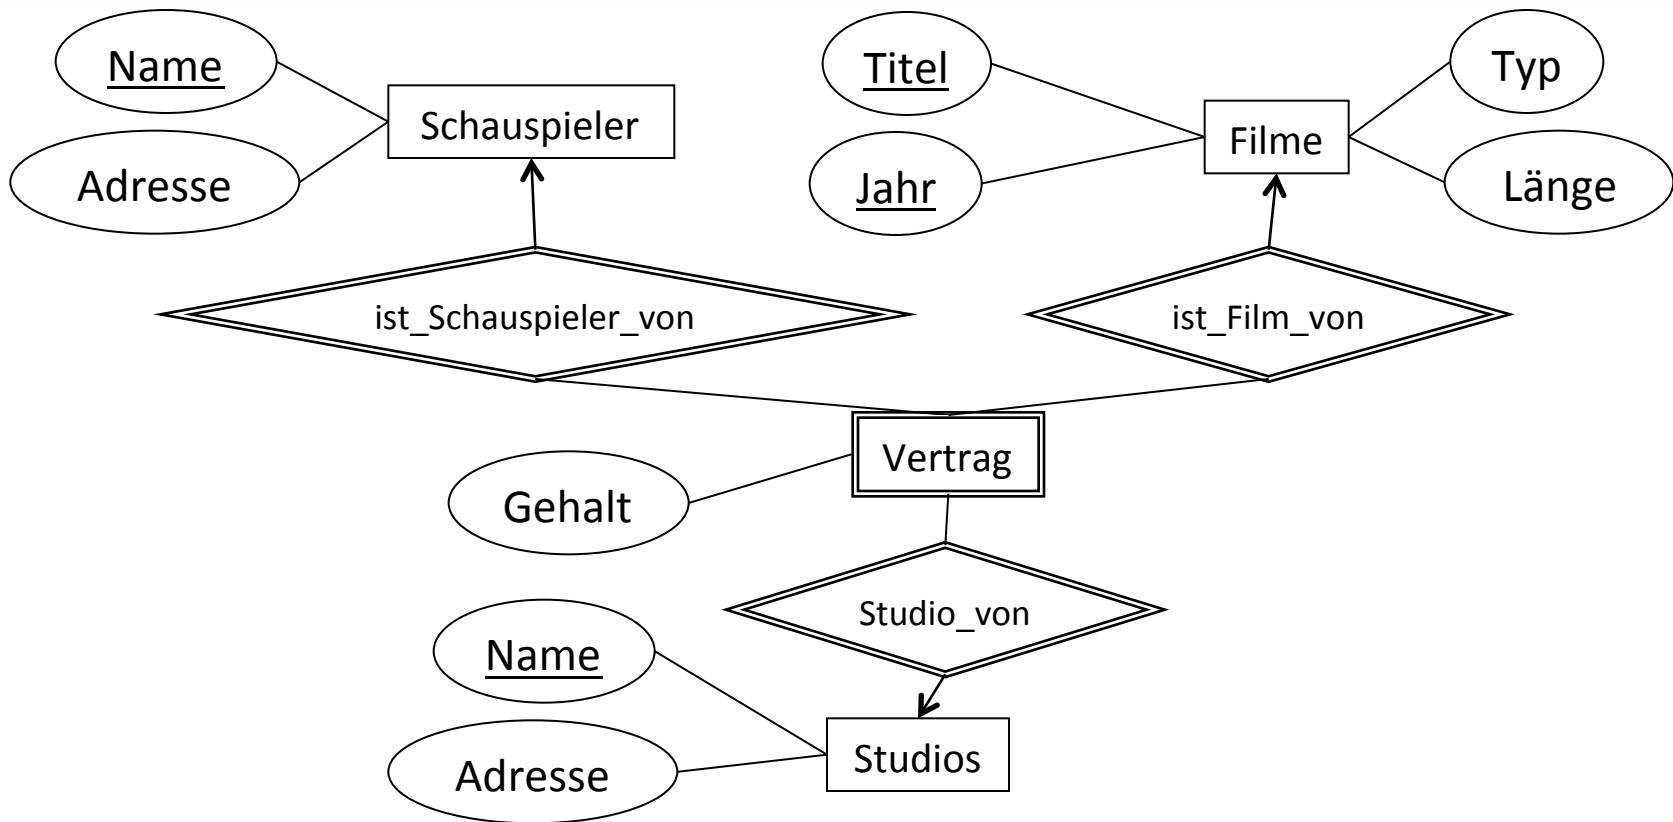 Name
Titel
Typ
Schauspieler
Filme
Adresse
Jahr
Länge
ist_Schauspieler_von
ist_Film_von
Vertrag
Gehalt
Studio_von
Name
Studios
Adresse